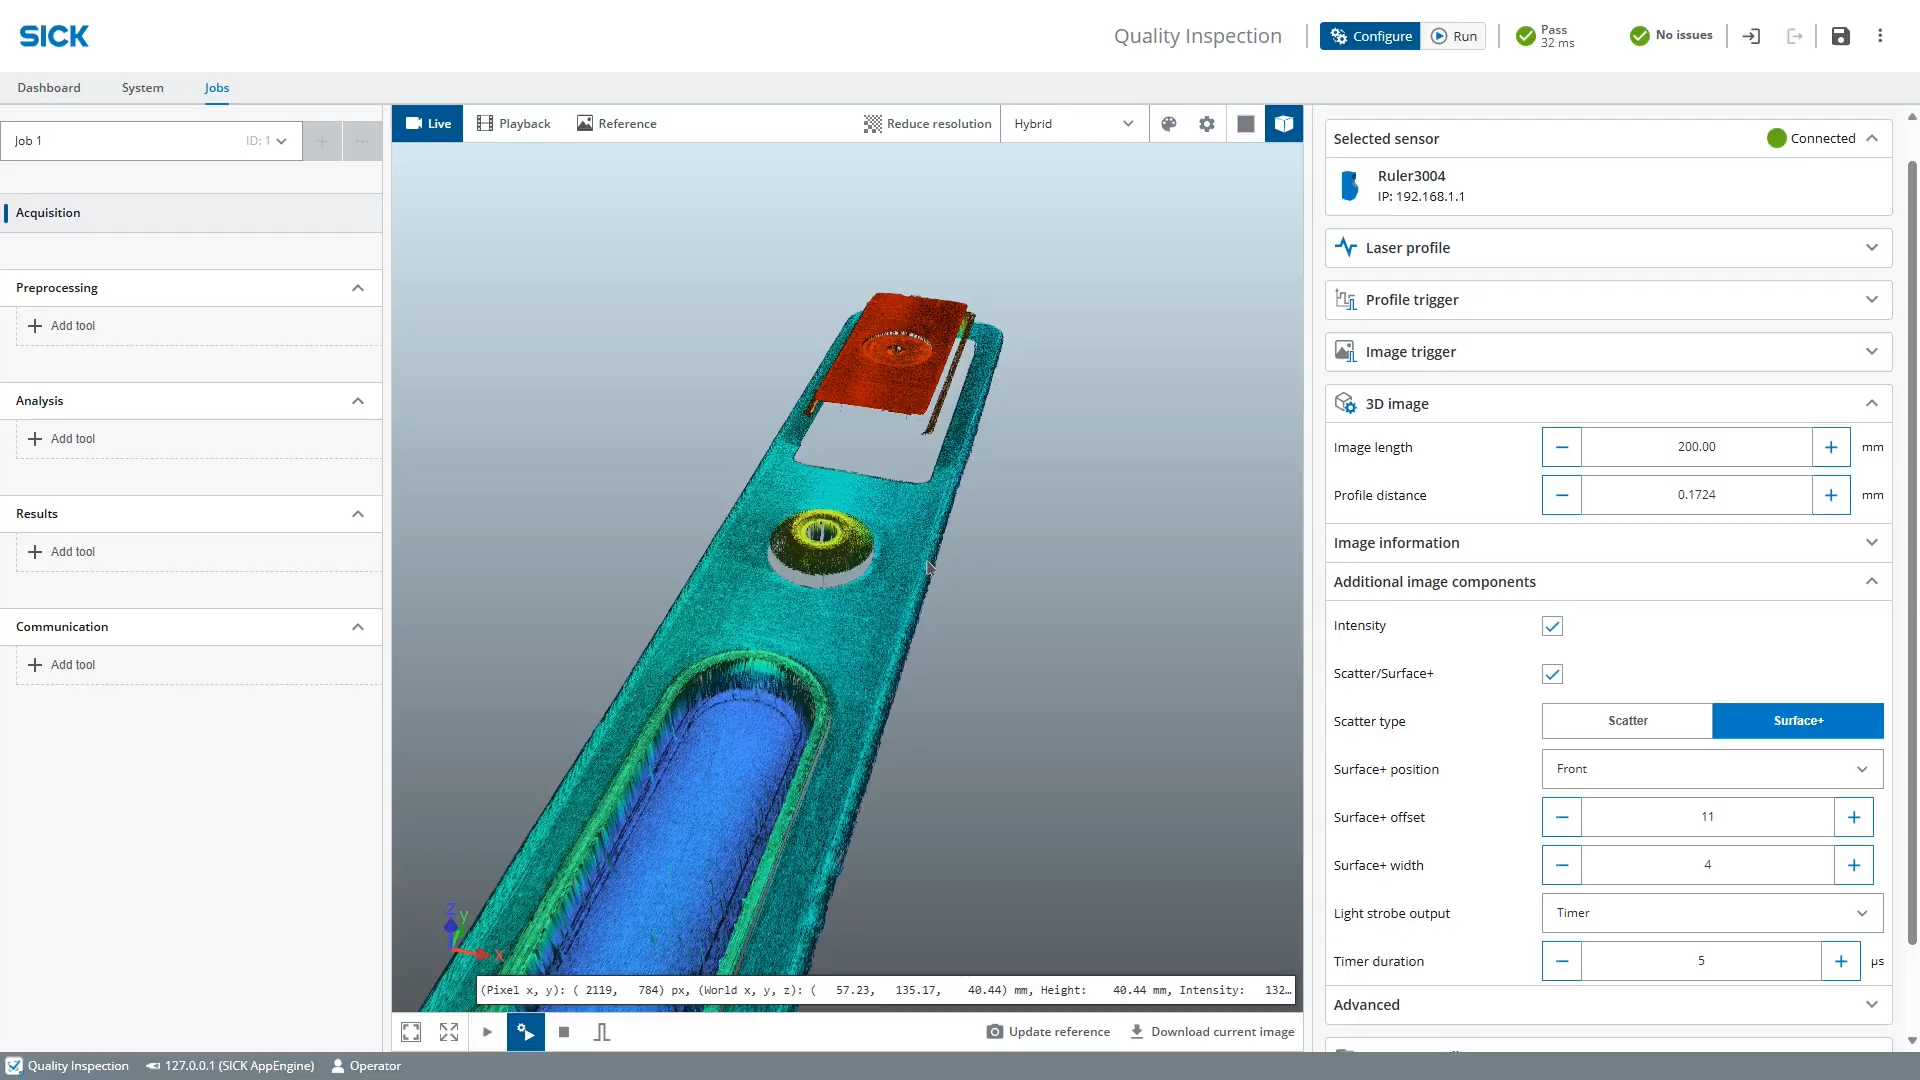 SICK
Quality Inspection
Configure
Run
Pass
32 ms
No issues
Dashboard
System
Jobs
Job 1
ID: 1
Live
Playback
Reference
Reduce resolution
Hybrid
Acquisition
Preprocessing
Add tool
Analysis
Add tool
Results
Add tool
Communication
Add tool
Z
y
x
(Pixel x, y): ( 2119, 784) px, (World x, y, z): ( 57.23, 135.17, 40.44) mm, Height: 40.44 mm, Intensity: 132…
Update reference
Download current image
Selected sensor
Connected
Ruler3004
IP: 192.168.1.1
Laser profile
Profile trigger
Image trigger
3D image
Image length
200.00
mm
Profile distance
0.1724
mm
Image information
Additional image components
Intensity
Scatter/Surface+
Scatter type
Scatter
Surface+
Surface+ position
Front
Surface+ offset
11
Surface+ width
4
Light strobe output
Timer
Timer duration
5
µs
Advanced
Quality Inspection
127.0.0.1 (SICK AppEngine)
Operator